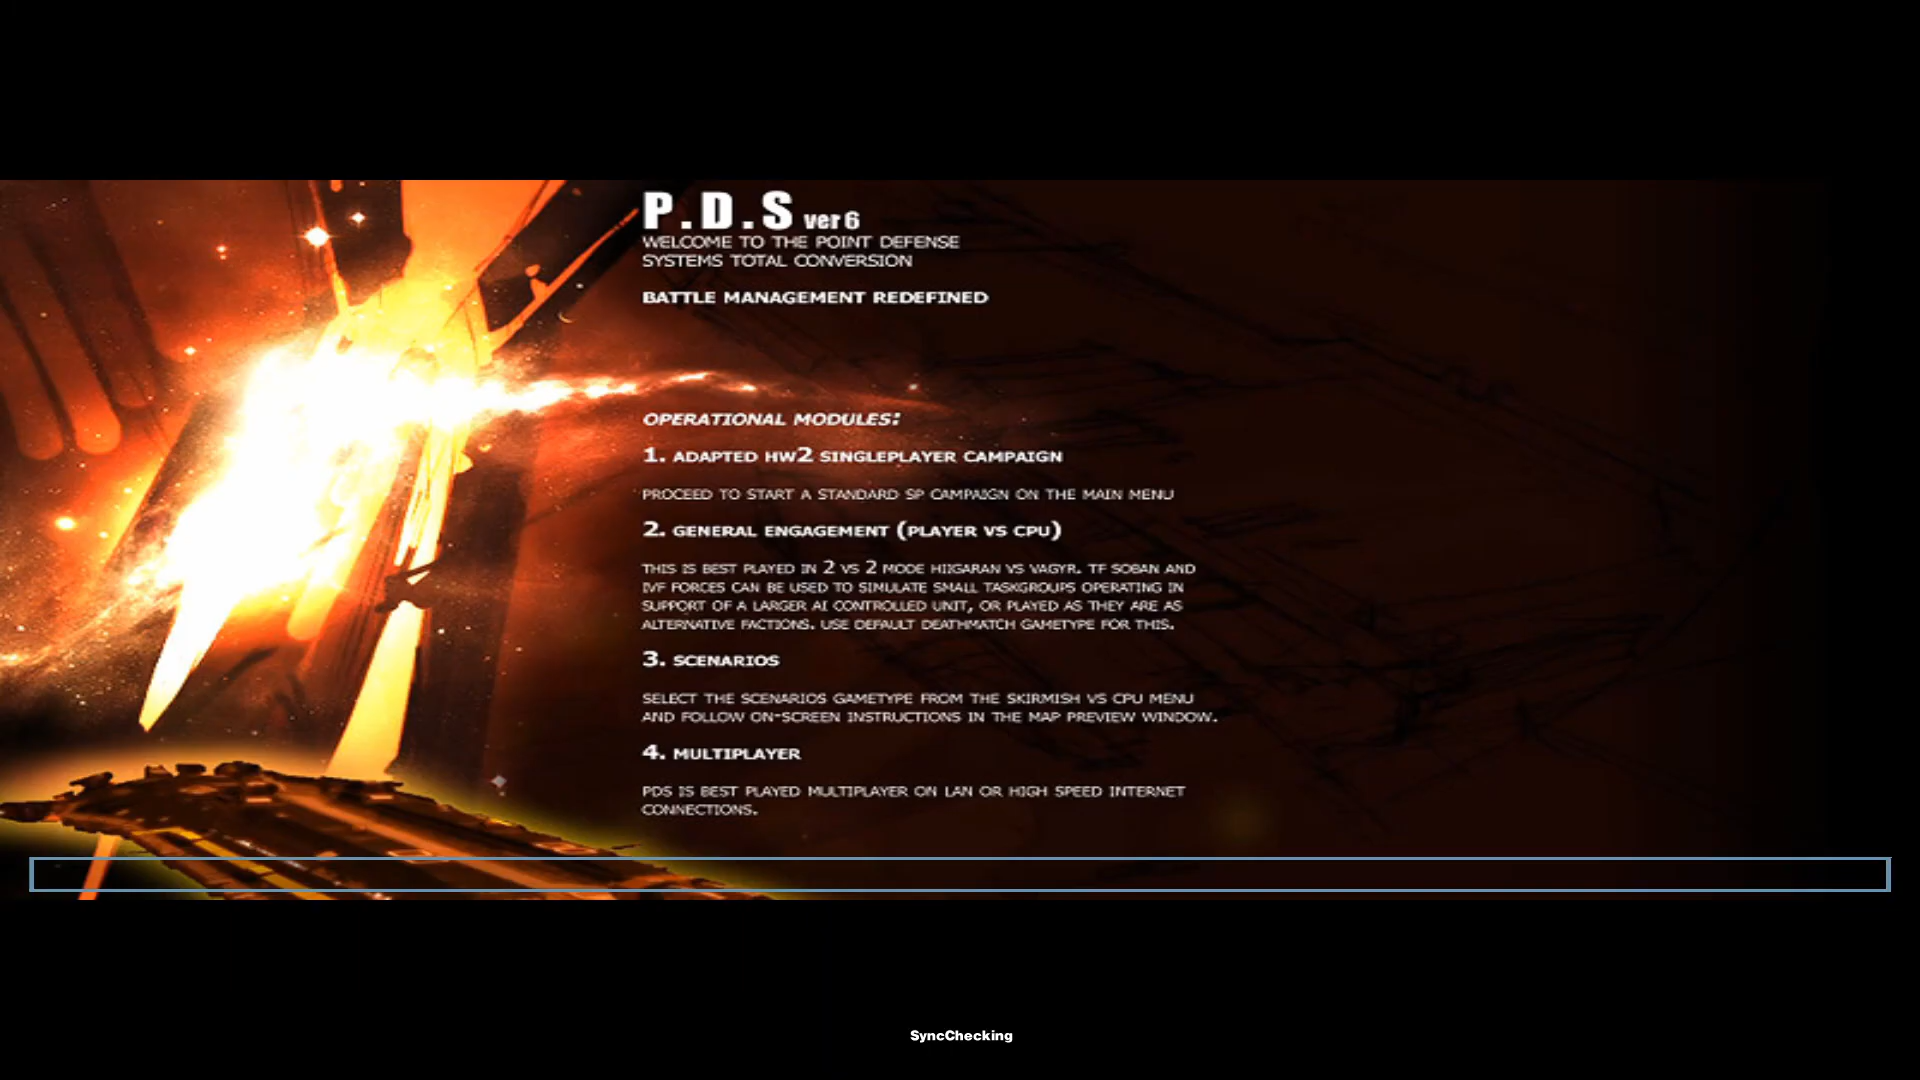 P.D.S ver 6
WELCOME TO THE POINT DEFENSE
SYSTEMS TOTAL CONVERSION
BATTLE MANAGEMENT REDEFINED
OPERATIONAL MODULES:
1. ADAPTED HW2 SINGLEPLAYER CAMPAIGN
PROCEED TO START A STANDARD SP CAMPAIGN ON THE MAIN MENU
2. GENERAL ENGAGEMENT (PLAYER VS CPU)
THIS IS BEST PLAYED IN 2 VS 2 MODE HIIGARAN VS VAGYR. TF SOBAN AND
IVF FORCES CAN BE USED TO SIMULATE SMALL TASKGROUPS OPERATING IN
SUPPORT OF A LARGER AI CONTROLLED UNIT, OR PLAYED AS THEY ARE AS
ALTERNATIVE FACTIONS. USE DEFAULT DEATHMATCH GAMETYPE FOR THIS.
3. SCENARIOS
SELECT THE SCENARIOS GAMETYPE FROM THE SKIRMISH VS CPU MENU
AND FOLLOW ON-SCREEN INSTRUCTIONS IN THE MAP PREVIEW WINDOW.
4. MULTIPLAYER
PDS IS BEST PLAYED MULTIPLAYER ON LAN OR HIGH SPEED INTERNET
CONNECTIONS.
SyncChecking